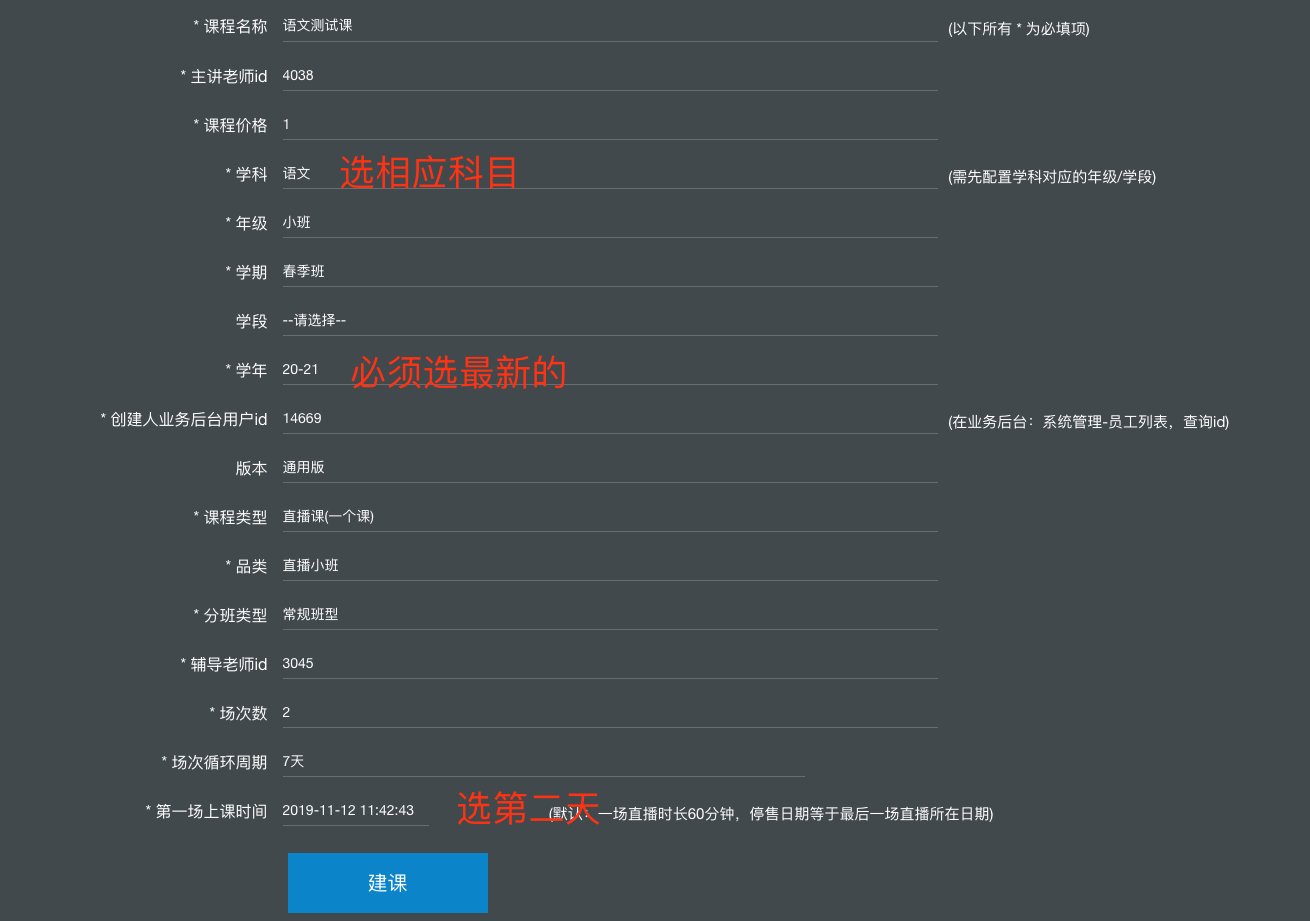 * 课程名称 语文测试课 (以下所有 * 为必填项)
* 主讲老师id 4038
* 课程价格 1
* 学科 语文 选相应科目 (需先配置学科对应的年级/学段)
* 年级 小班
* 学期 春季班
学段 --请选择--
* 学年 20-21 必须选最新的
* 创建人业务后台用户id 14669 (在业务后台：系统管理-员工列表，查询id)
版本 通用版
* 课程类型 直播课(一个课)
* 品类 直播小班
* 分班类型 常规班型
* 辅导老师id 3045
* 场次数 2
* 场次循环周期 7天
* 第一场上课时间 2019-11-12 11:42:43 选第二天 (默认：一场直播时长60分钟，停售日期等于最后一场直播所在日期)
建课